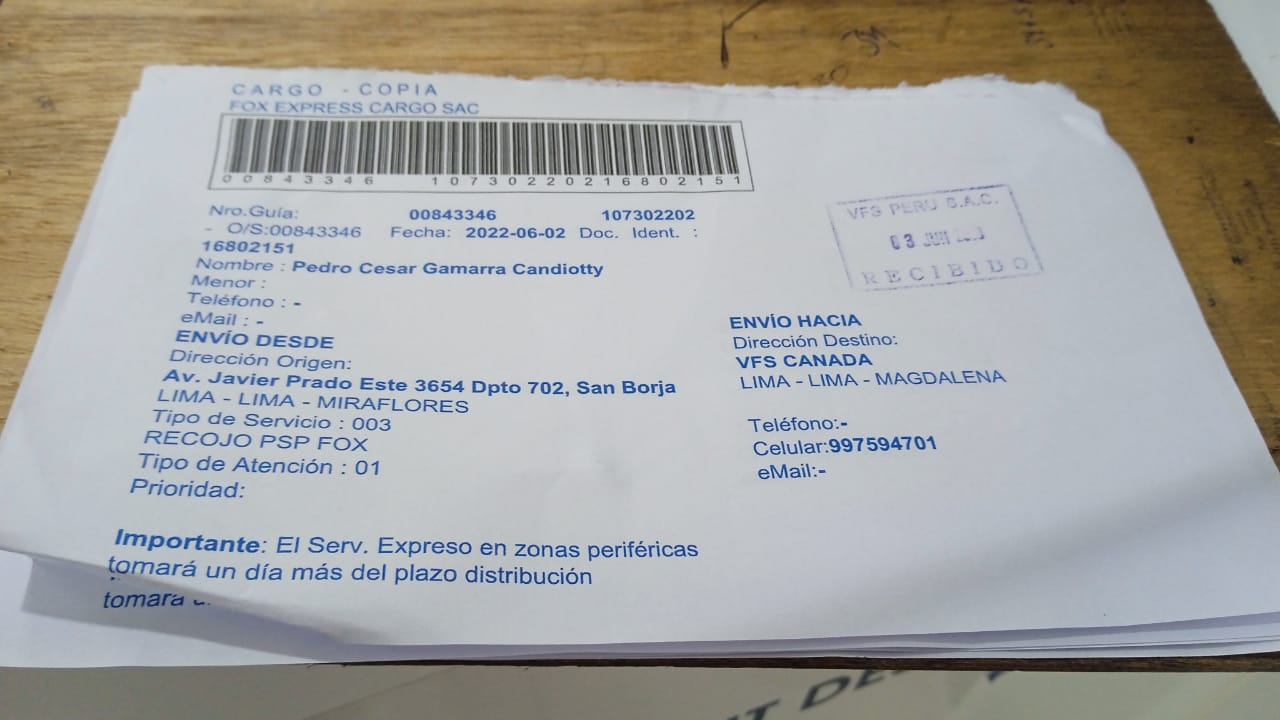 CARGO - COPIA
FOX EXPRESS CARGO SAC
00843346 10730220216802151
Nro.Guía: 00843346 107302202
- O/S:00843346 Fecha: 2022-06-02 Doc. Ident. :
16802151
Nombre : Pedro Cesar Gamarra Candiotty
Menor :
Teléfono : -
eMail : -
ENVÍO DESDE
Dirección Origen:
Av. Javier Prado Este 3654 Dpto 702, San Borja
LIMA - LIMA - MIRAFLORES
Tipo de Servicio : 003
RECOJO PSP FOX
Tipo de Atención : 01
Prioridad:
VFS PERU S.A.C.
03 JUN
RECIBIDO
ENVÍO HACIA
Dirección Destino:
VFS CANADA
LIMA - LIMA - MAGDALENA
Teléfono:-
Celular:997594701
eMail:-
Importante: El Serv. Expreso en zonas periféricas
tomará un día más del plazo distribución
tomará